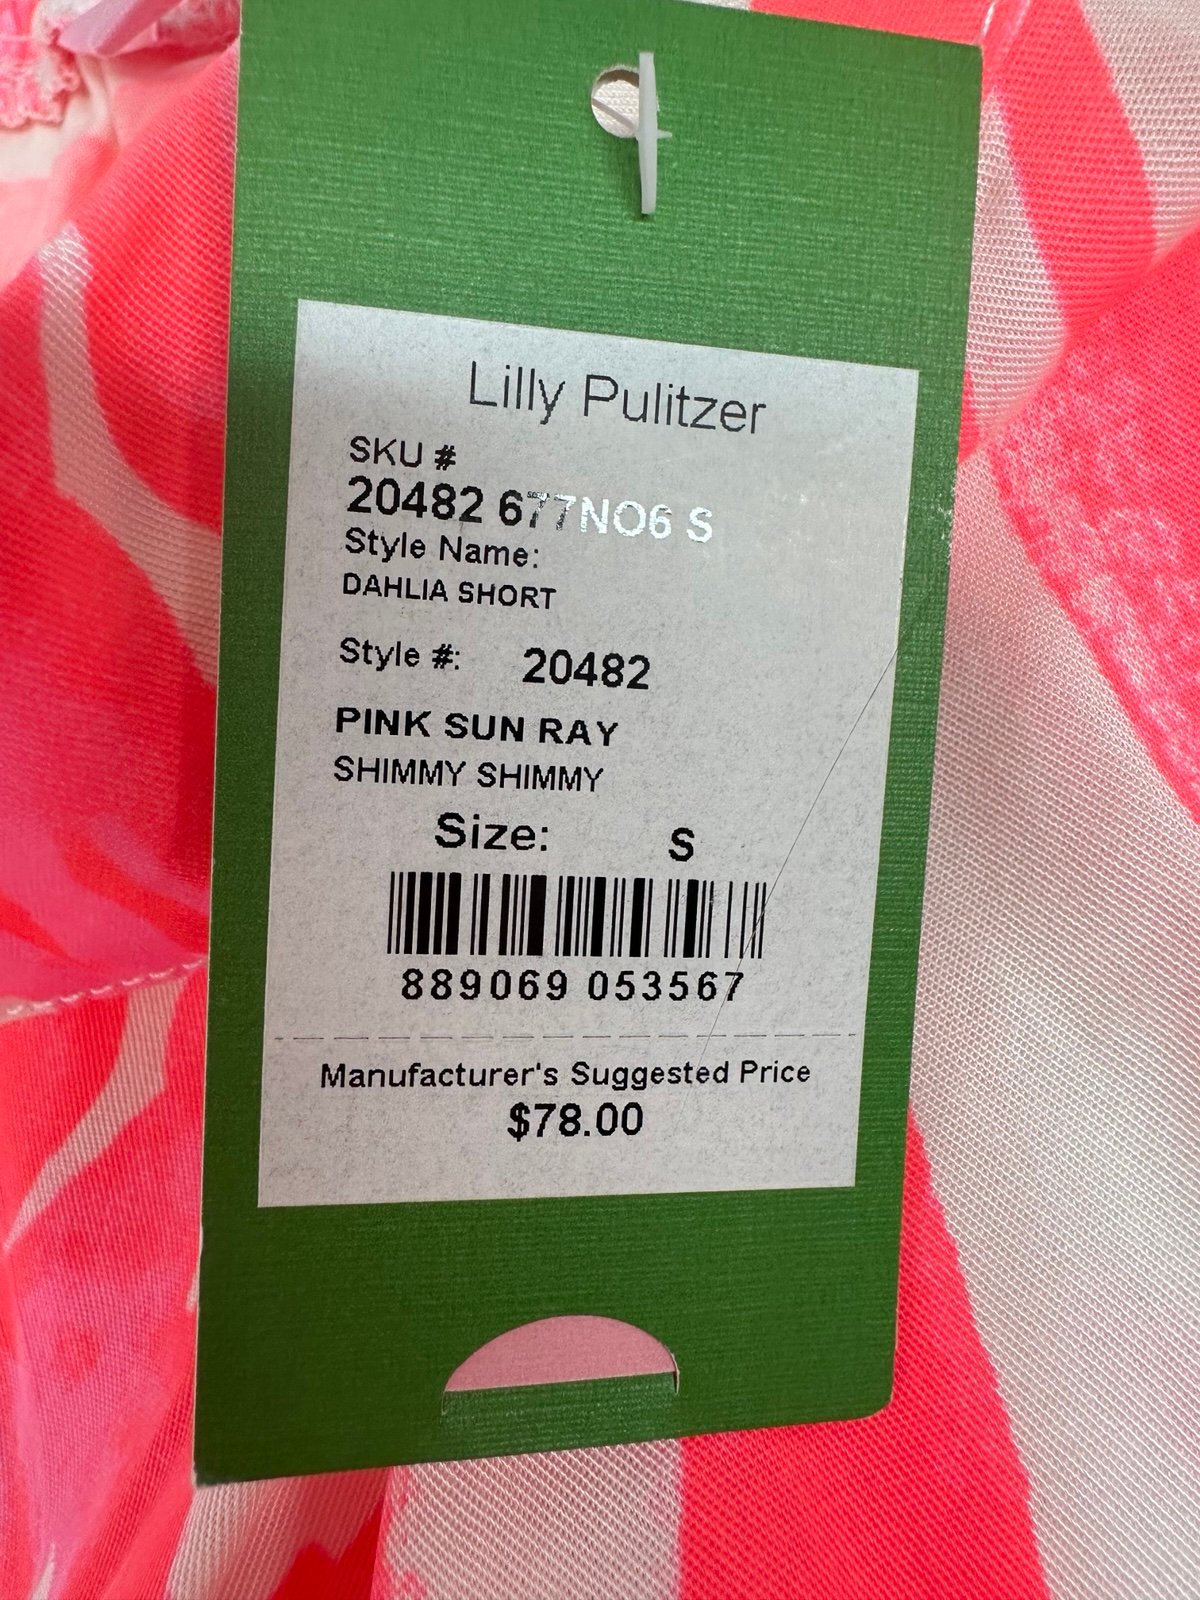 Lilly Pulitzer
SKU #
20482 677NO6 S
Style Name:
DAHLIA SHORT
Style #: 20482
PINK SUN RAY
SHIMMY SHIMMY
Size: S
889069 053567
Manufacturer's Suggested Price
$78.00